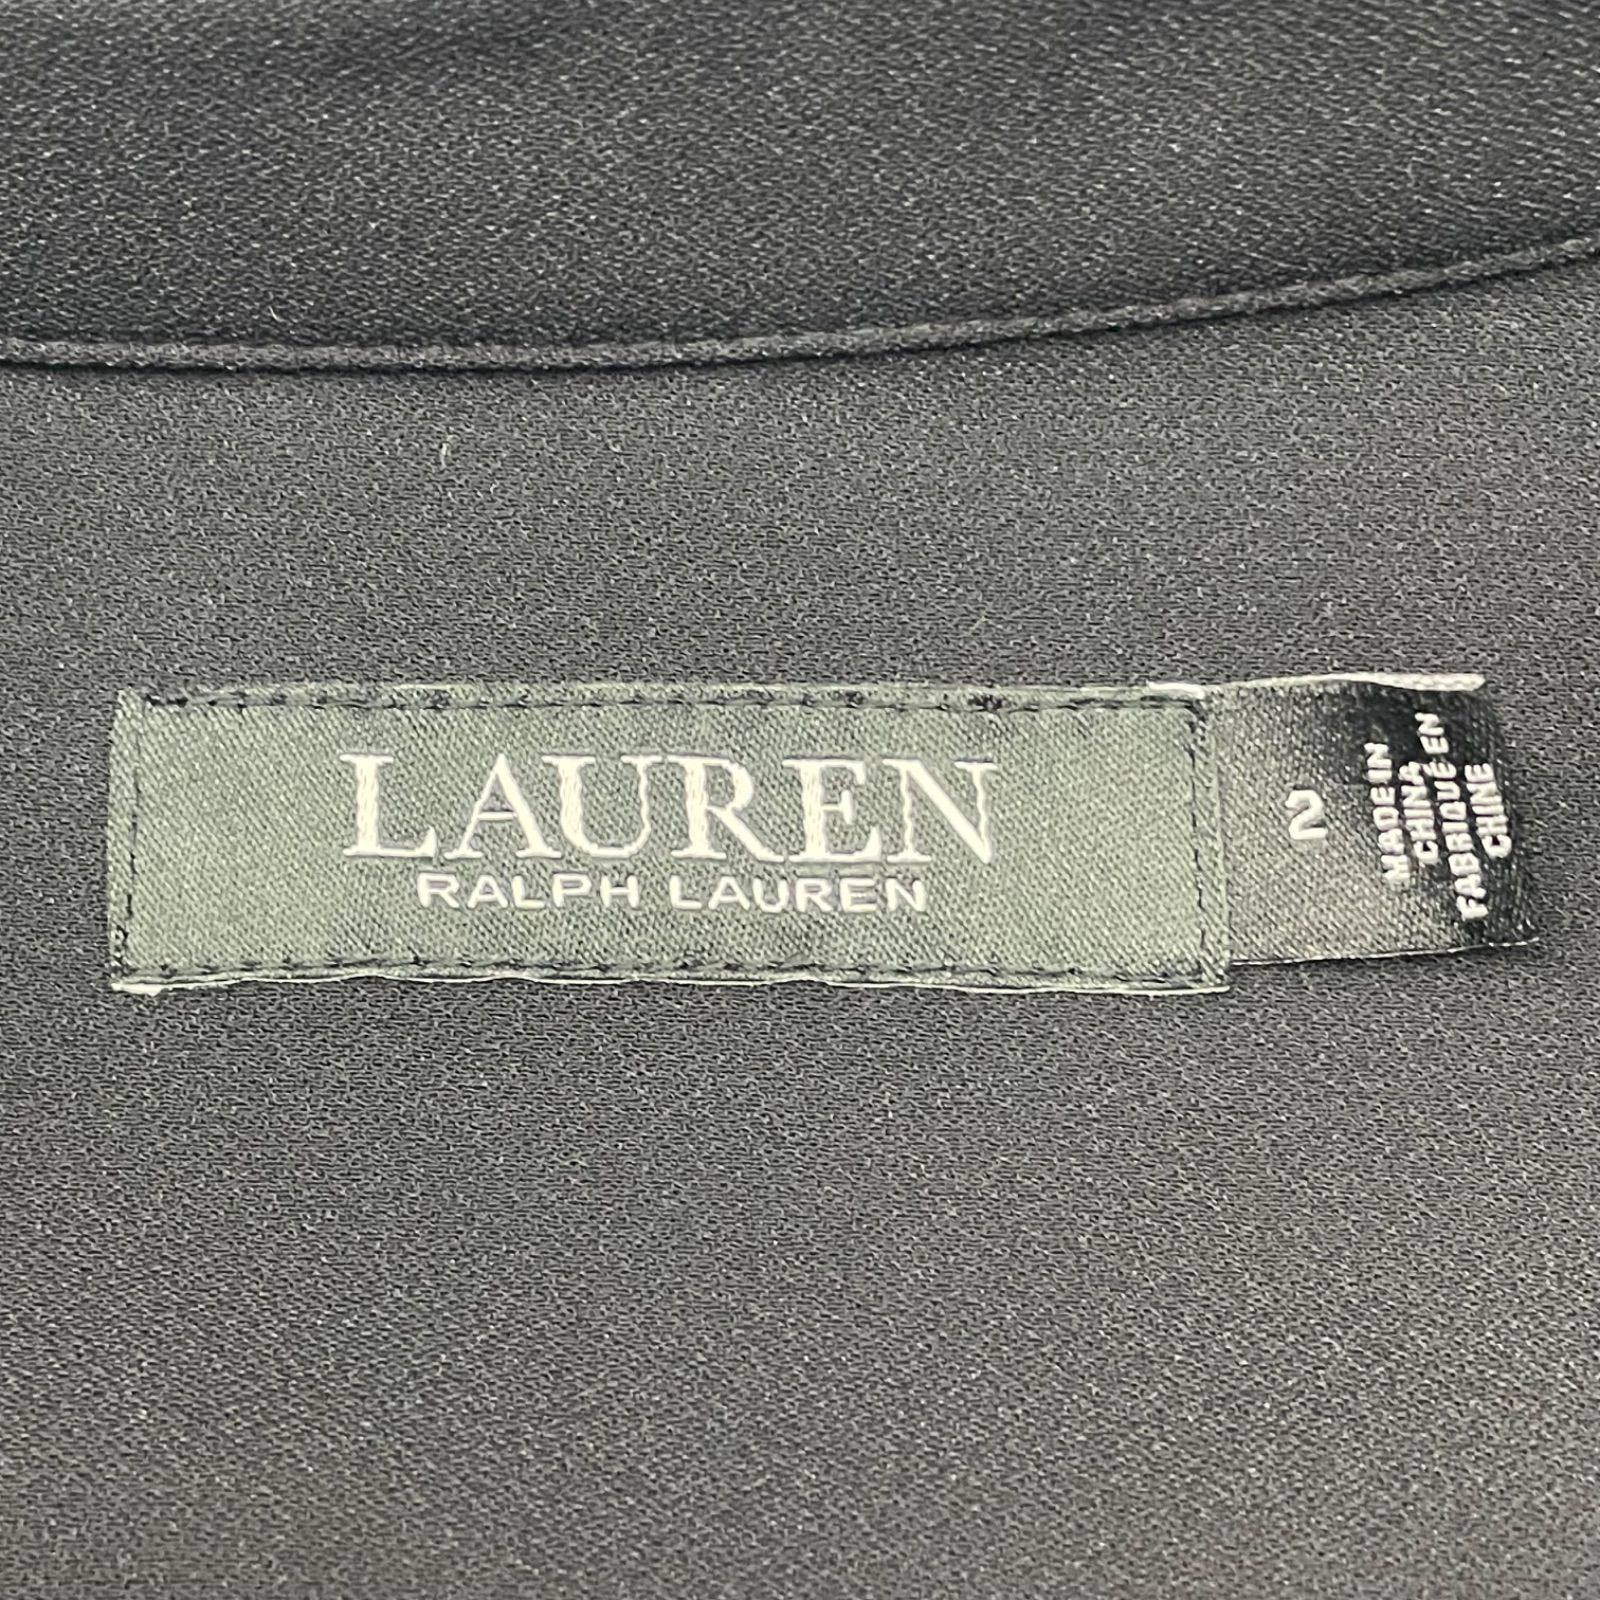 LAUREN
RALPH LAUREN
2
MADE IN
CHINA
FABRIQUÉ EN
CHINE